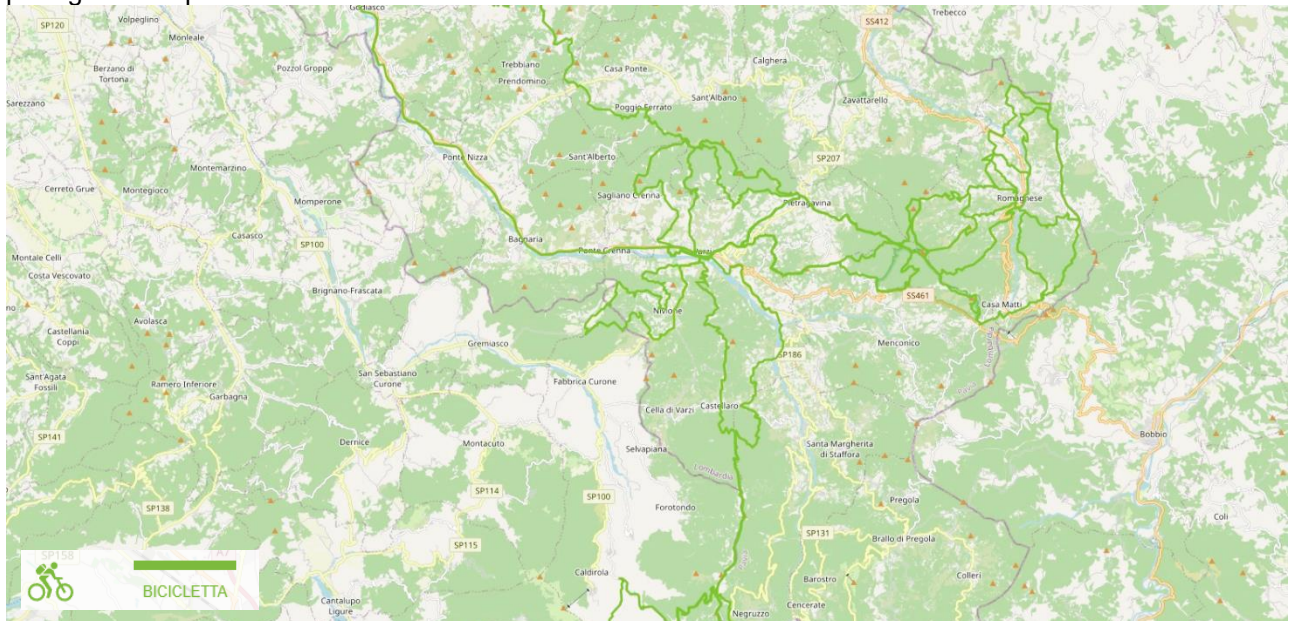 Godiasco
Trebecco
SP120
Volpeglino
SS412
Monleale
Calghera
Trebbiano
Casa Ponte
Pozzol Groppo
Berzano di
Tortona
Prendomino
Sant'Albano
Zavattarello
Sarezzano
Poggio Ferrato
Ponte Nizza
Sant'Alberto
SP207
Montemarzino
Cerreto Grue
Montegioco
Sagliano Crenna
Romagnese
Momperone
Pietragavina
Casasco
Bagnaria
SP100
Ponte Crenna
Varzi
Montale Celli
Costa Vescovato
Brignano-Frascata
SS461
Casa Matti
Nivione
Avolasca
Castellania
Coppi
Gremiasco
Menconico
SP186
Lombardia
San Sebastiano
Curone
Sant'Agata
Fossili
Ramero Inferiore
Fabbrica Curone
Garbagna
Cella di Varzi
Castellaro
SP141
Dernice
Montacuto
Bobbio
Santa Margherita
di Staffora
Selvapiana
Lombardia
SP114
SP100
Pregola
SP138
Forotondo
Coli
SP131
Brallo di Pregola
SP115
SP158
Caldirola
Colleri
Barostro
BICICLETTA
Cantalupo
Ligure
Negruzzo
Cencerate